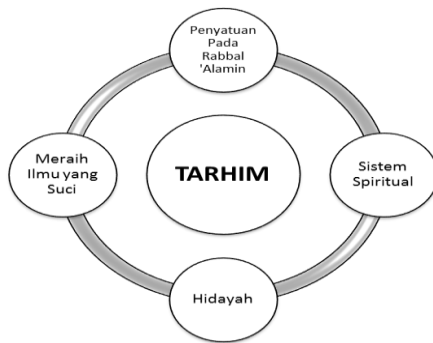 Penyatuan
Pada
Rabbal
'Alamin
Meraih
Ilmu yang
Suci
TARHIM
Sistem
Spiritual
Hidayah